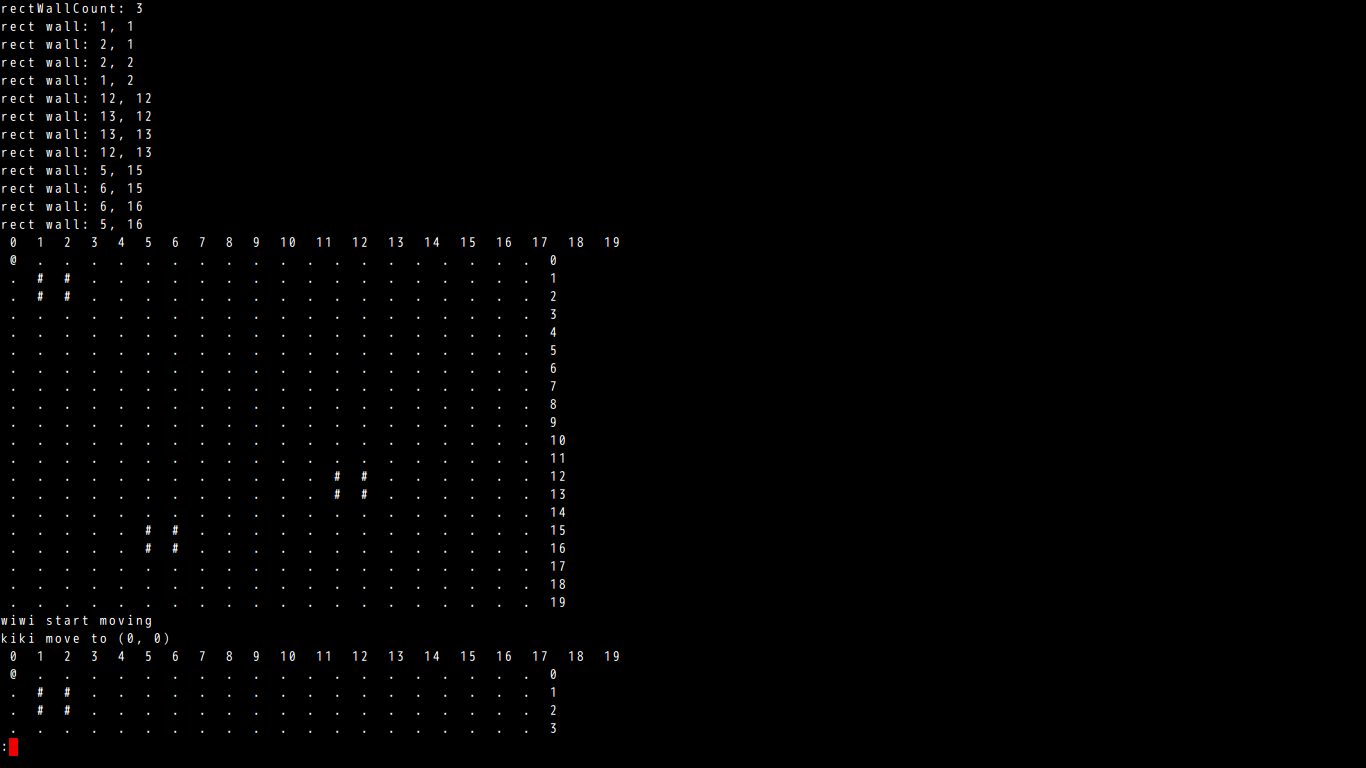 rectWallCount: 3
rect wall: 1, 1
rect wall: 2, 1
rect wall: 2, 2
rect wall: 1, 2
rect wall: 12, 12
rect wall: 13, 12
rect wall: 13, 13
rect wall: 12, 13
rect wall: 5, 15
rect wall: 6, 15
rect wall: 6, 16
rect wall: 5, 16
0 1 2 3 4 5 6 7 8 9 10 11 12 13 14 15 16 17 18 19
@ . . . . . . . . . . . . . . . . . . . 0
. # # . . . . . . . . . . . . . . . . . 1
. # # . . . . . . . . . . . . . . . . . 2
. . . . . . . . . . . . . . . . . . . . 3
. . . . . . . . . . . . . . . . . . . . 4
. . . . . . . . . . . . . . . . . . . . 5
. . . . . . . . . . . . . . . . . . . . 6
. . . . . . . . . . . . . . . . . . . . 7
. . . . . . . . . . . . . . . . . . . . 8
. . . . . . . . . . . . . . . . . . . . 9
. . . . . . . . . . . . . . . . . . . . 10
. . . . . . . . . . . . . . . . . . . . 11
. . . . . . . . . . . . # # . . . . . . 12
. . . . . . . . . . . . # # . . . . . . 13
. . . . . . . . . . . . . . . . . . . . 14
. . . . . # # . . . . . . . . . . . . . 15
. . . . . # # . . . . . . . . . . . . . 16
. . . . . . . . . . . . . . . . . . . . 17
. . . . . . . . . . . . . . . . . . . . 18
. . . . . . . . . . . . . . . . . . . . 19
wiwi start moving
kiki move to (0, 0)
0 1 2 3 4 5 6 7 8 9 10 11 12 13 14 15 16 17 18 19
@ . . . . . . . . . . . . . . . . . . . 0
. # # . . . . . . . . . . . . . . . . . 1
. # # . . . . . . . . . . . . . . . . . 2
. . . . . . . . . . . . . . . . . . . . 3
: